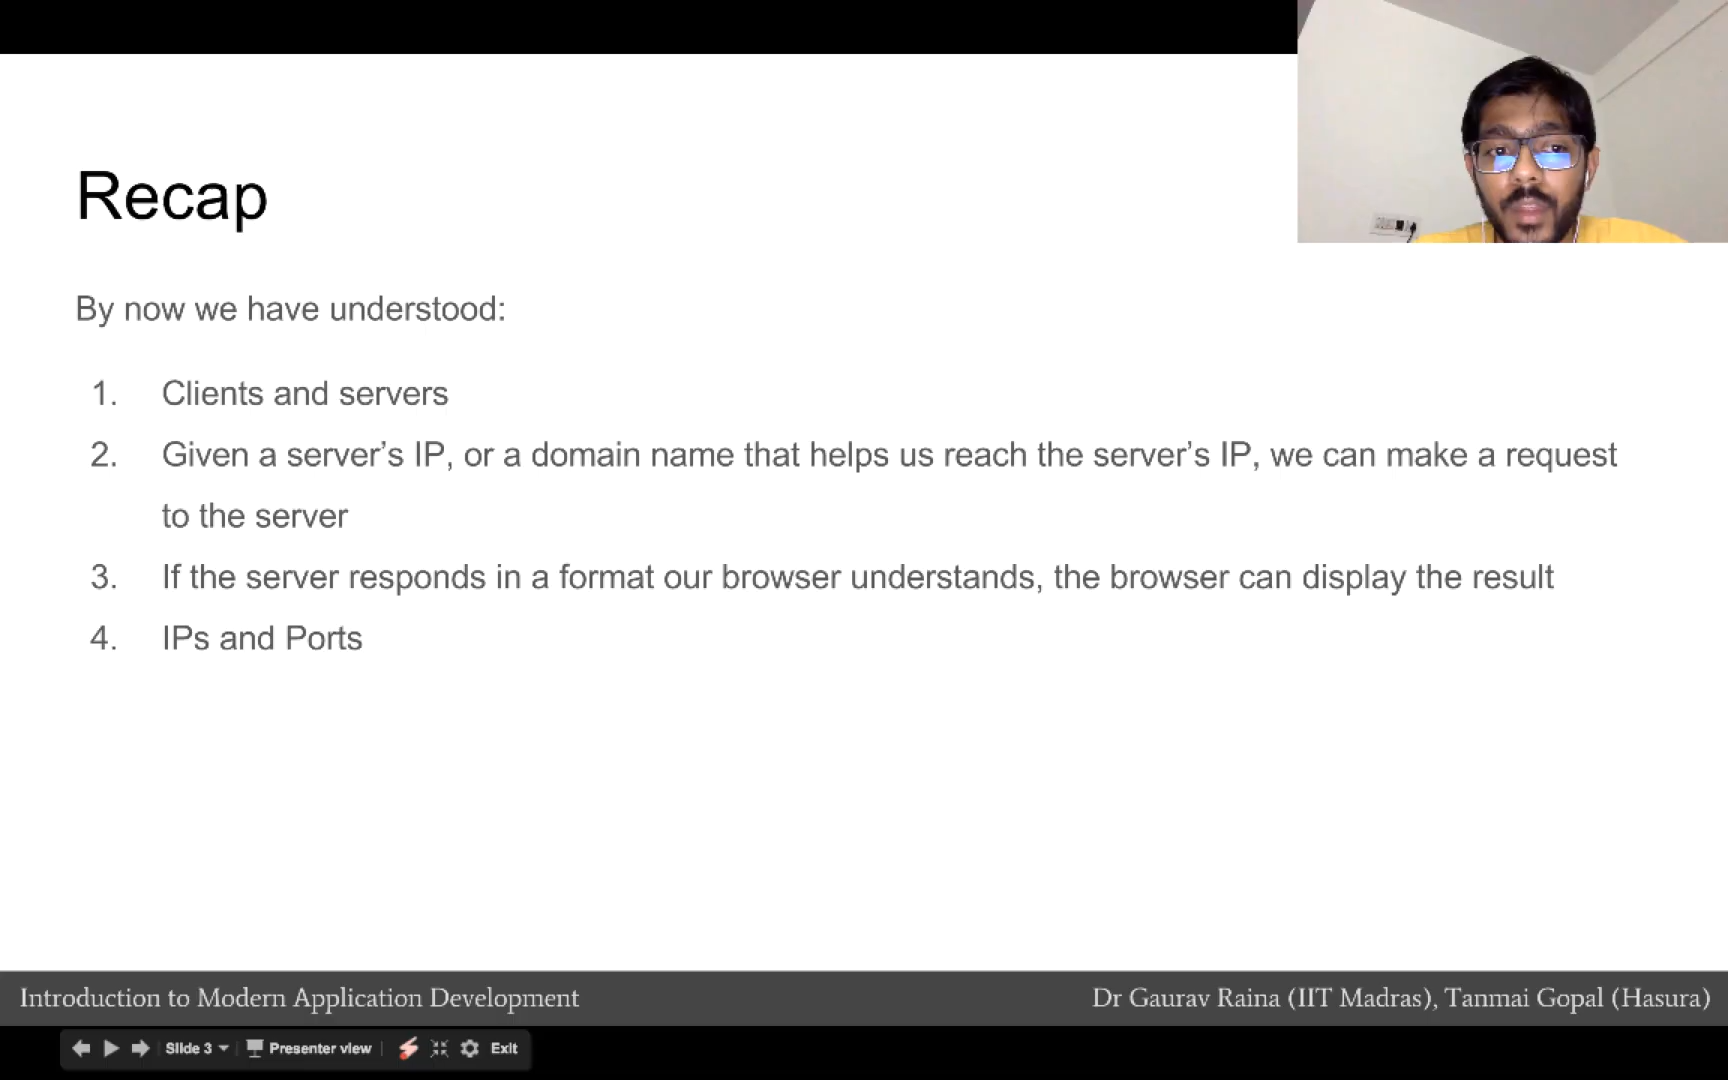 Recap
By now we have understood:
1. Clients and servers
2. Given a server’s IP, or a domain name that helps us reach the server’s IP, we can make a request
to the server
3. If the server responds in a format our browser understands, the browser can display the result
4. IPs and Ports
Introduction to Modern Application Development
Dr Gaurav Raina (IIT Madras), Tanmai Gopal (Hasura)
Slide 3
Presenter view
Exit